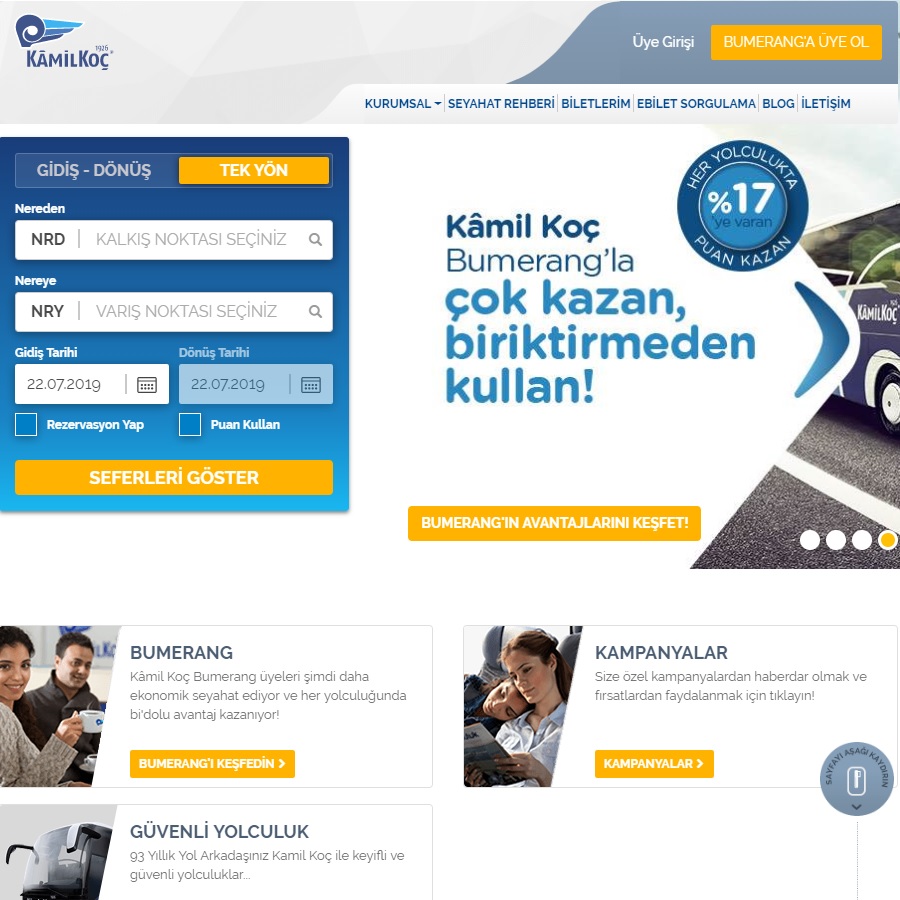 1926
KÂMİLKOÇ
Üye Girişi
BUMERANG'A ÜYE OL
KURUMSAL
SEYAHAT REHBERİ
BİLETLERİM
EBİLET SORGULAMA
BLOG
İLETİŞİM
GİDİŞ - DÖNÜŞ
TEK YÖN
Nereden
NRD
KALKIŞ NOKTASI SEÇİNİZ
Nereye
NRY
VARIŞ NOKTASI SEÇİNİZ
Gidiş Tarihi
Dönüş Tarihi
22.07.2019
22.07.2019
Rezervasyon Yap
Puan Kullan
SEFERLERİ GÖSTER
HER YOLCULUKTA
%17
'ye varan
PUAN KAZAN
Kâmil Koç
Bumerang'la
çok kazan,
biriktirmeden
kullan!
KÂMİLKOÇ
BUMERANG'IN AVANTAJLARINI KEŞFET!
BUMERANG
Kâmil Koç Bumerang üyeleri şimdi daha
ekonomik seyahat ediyor ve her yolculuğunda
bi'dolu avantaj kazanıyor!
BUMERANG'I KEŞFEDİN
KAMPANYALAR
Size özel kampanyalardan haberdar olmak ve
fırsatlardan faydalanmak için tıklayın!
KAMPANYALAR
SAYFAYI AŞAĞI KAYDIRIN
GÜVENLİ YOLCULUK
93 Yıllık Yol Arkadaşınız Kamil Koç ile keyifli ve
güvenli yolculuklar...